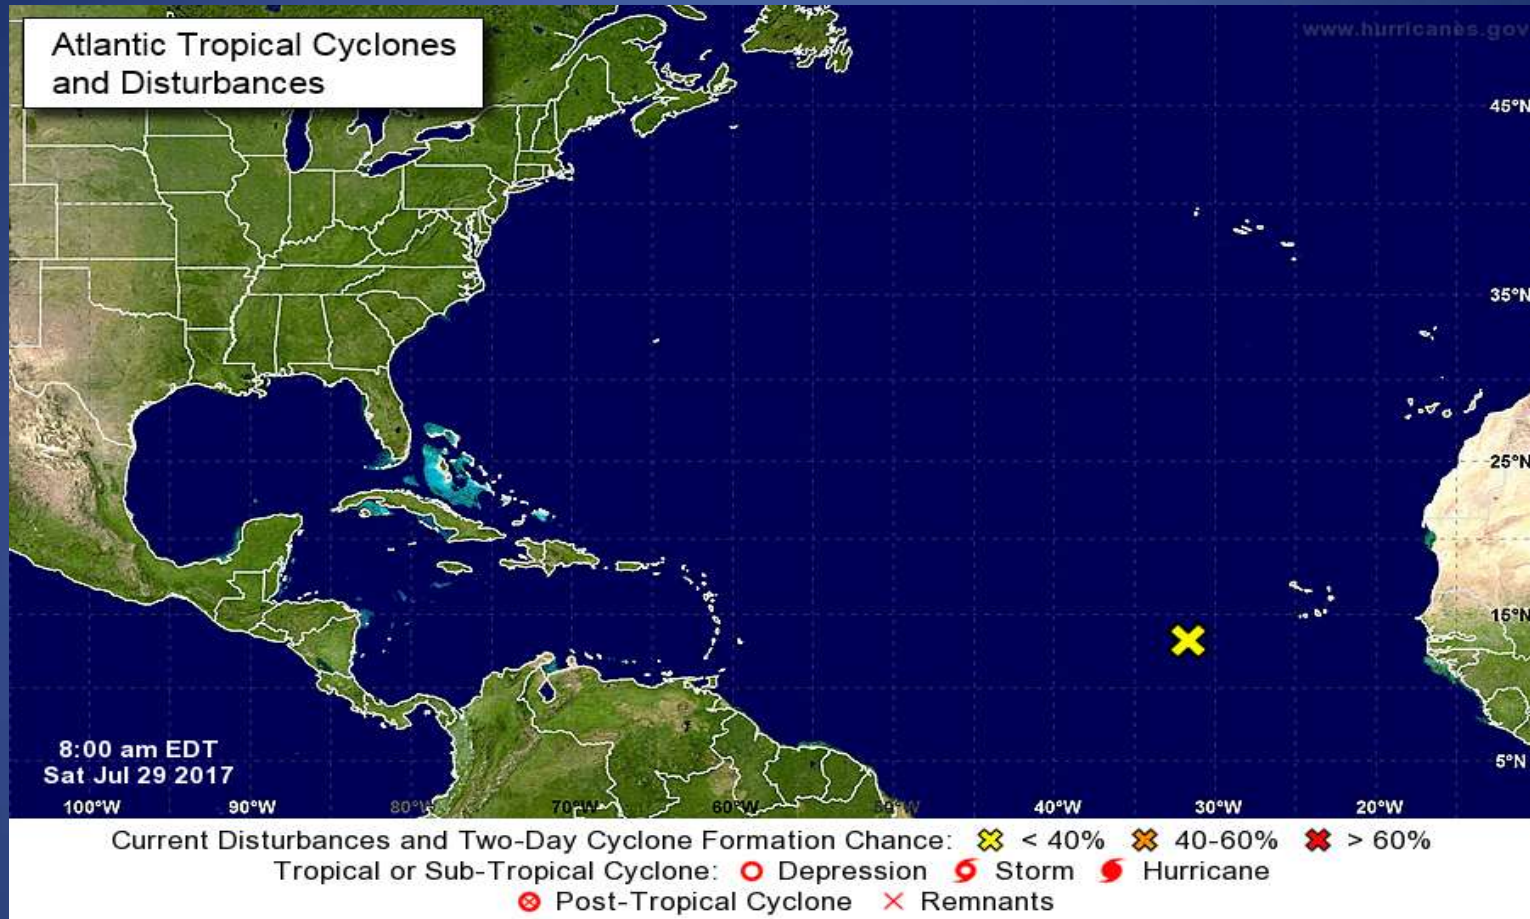 Atlantic Tropical Cyclones
and Disturbances
www.hurricanes.gov
45°N
35°N
25°N
15°N
5°N
8:00 am EDT
Sat Jul 29 2017
100°W 90°W 80°W 70°W 60°W 50°W 40°W 30°W 20°W
Current Disturbances and Two-Day Cyclone Formation Chance: < 40% 40-60% > 60%
Tropical or Sub-Tropical Cyclone: Depression Storm Hurricane
Post-Tropical Cyclone Remnants